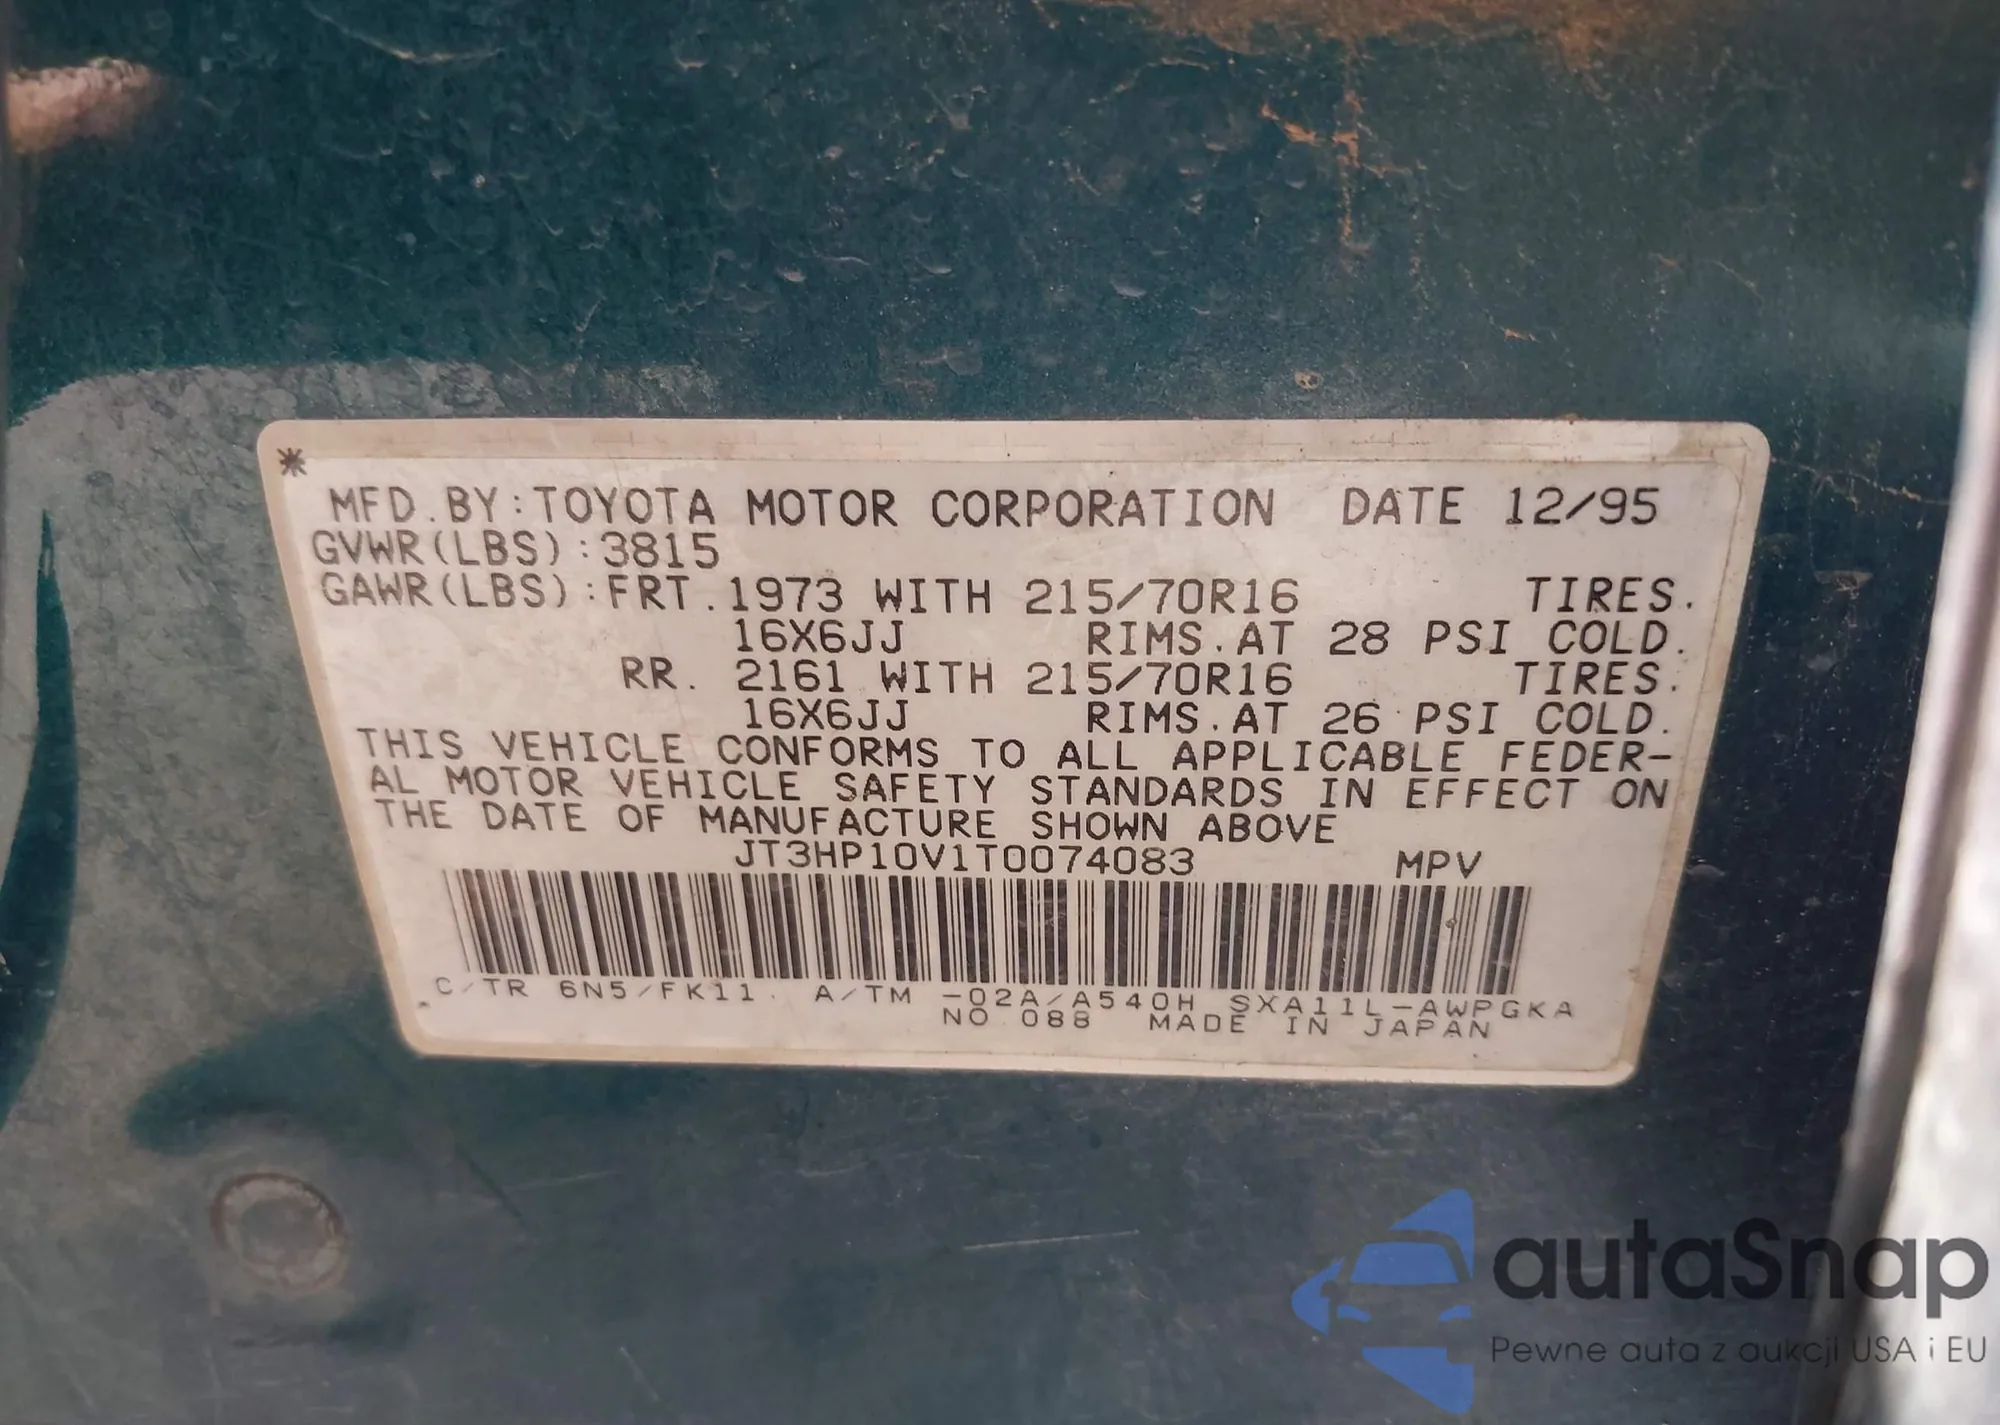 *
MFD.BY:TOYOTA MOTOR CORPORATION DATE 12/95
GVWR(LBS):3815
GAWR(LBS):FRT.1973 WITH 215/70R16 TIRES.
16X6JJ RIMS.AT 28 PSI COLD.
RR. 2161 WITH 215/70R16 TIRES.
16X6JJ RIMS.AT 26 PSI COLD.
THIS VEHICLE CONFORMS TO ALL APPLICABLE FEDER-
AL MOTOR VEHICLE SAFETY STANDARDS IN EFFECT ON
THE DATE OF MANUFACTURE SHOWN ABOVE
JT3HP10V1T0074083 MPV
C/TR 6N5/FK11. A/TM -02A/A540H SXA11L-AWPGKA
NO.088 MADE IN JAPAN
autaSnap
Pewne auta z aukcji USA i EU